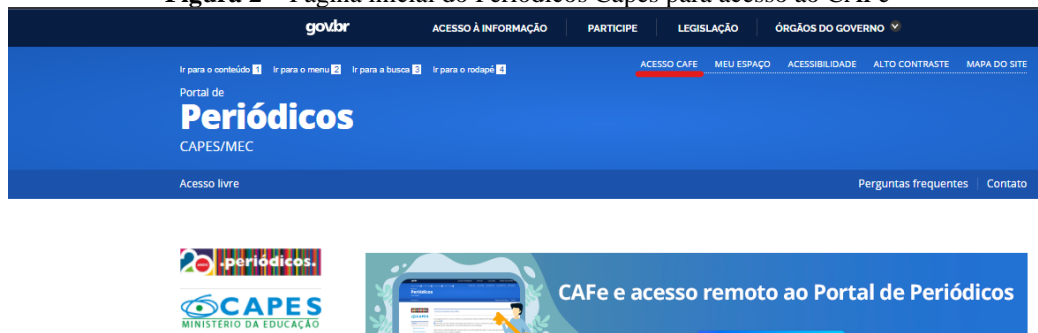 Figura 2 – Página inicial do Periódicos Capes para acesso ao CAFe
govbr ACESSO À INFORMAÇÃO PARTICIPE LEGISLAÇÃO ÓRGÃOS DO GOVERNO
Ir para o conteúdo 1 Ir para o menu 2 Ir para a busca 3 Ir para o rodapé 4 ACESSO CAFE MEU ESPAÇO ACESSIBILIDADE ALTO CONTRASTE MAPA DO SITE
Portal de
Periódicos
CAPES/MEC
Acesso livre Perguntas frequentes Contato
20 .periódicos.
CAFe e acesso remoto ao Portal de Periódicos
CAPES
MINISTÉRIO DA EDUCAÇÃO